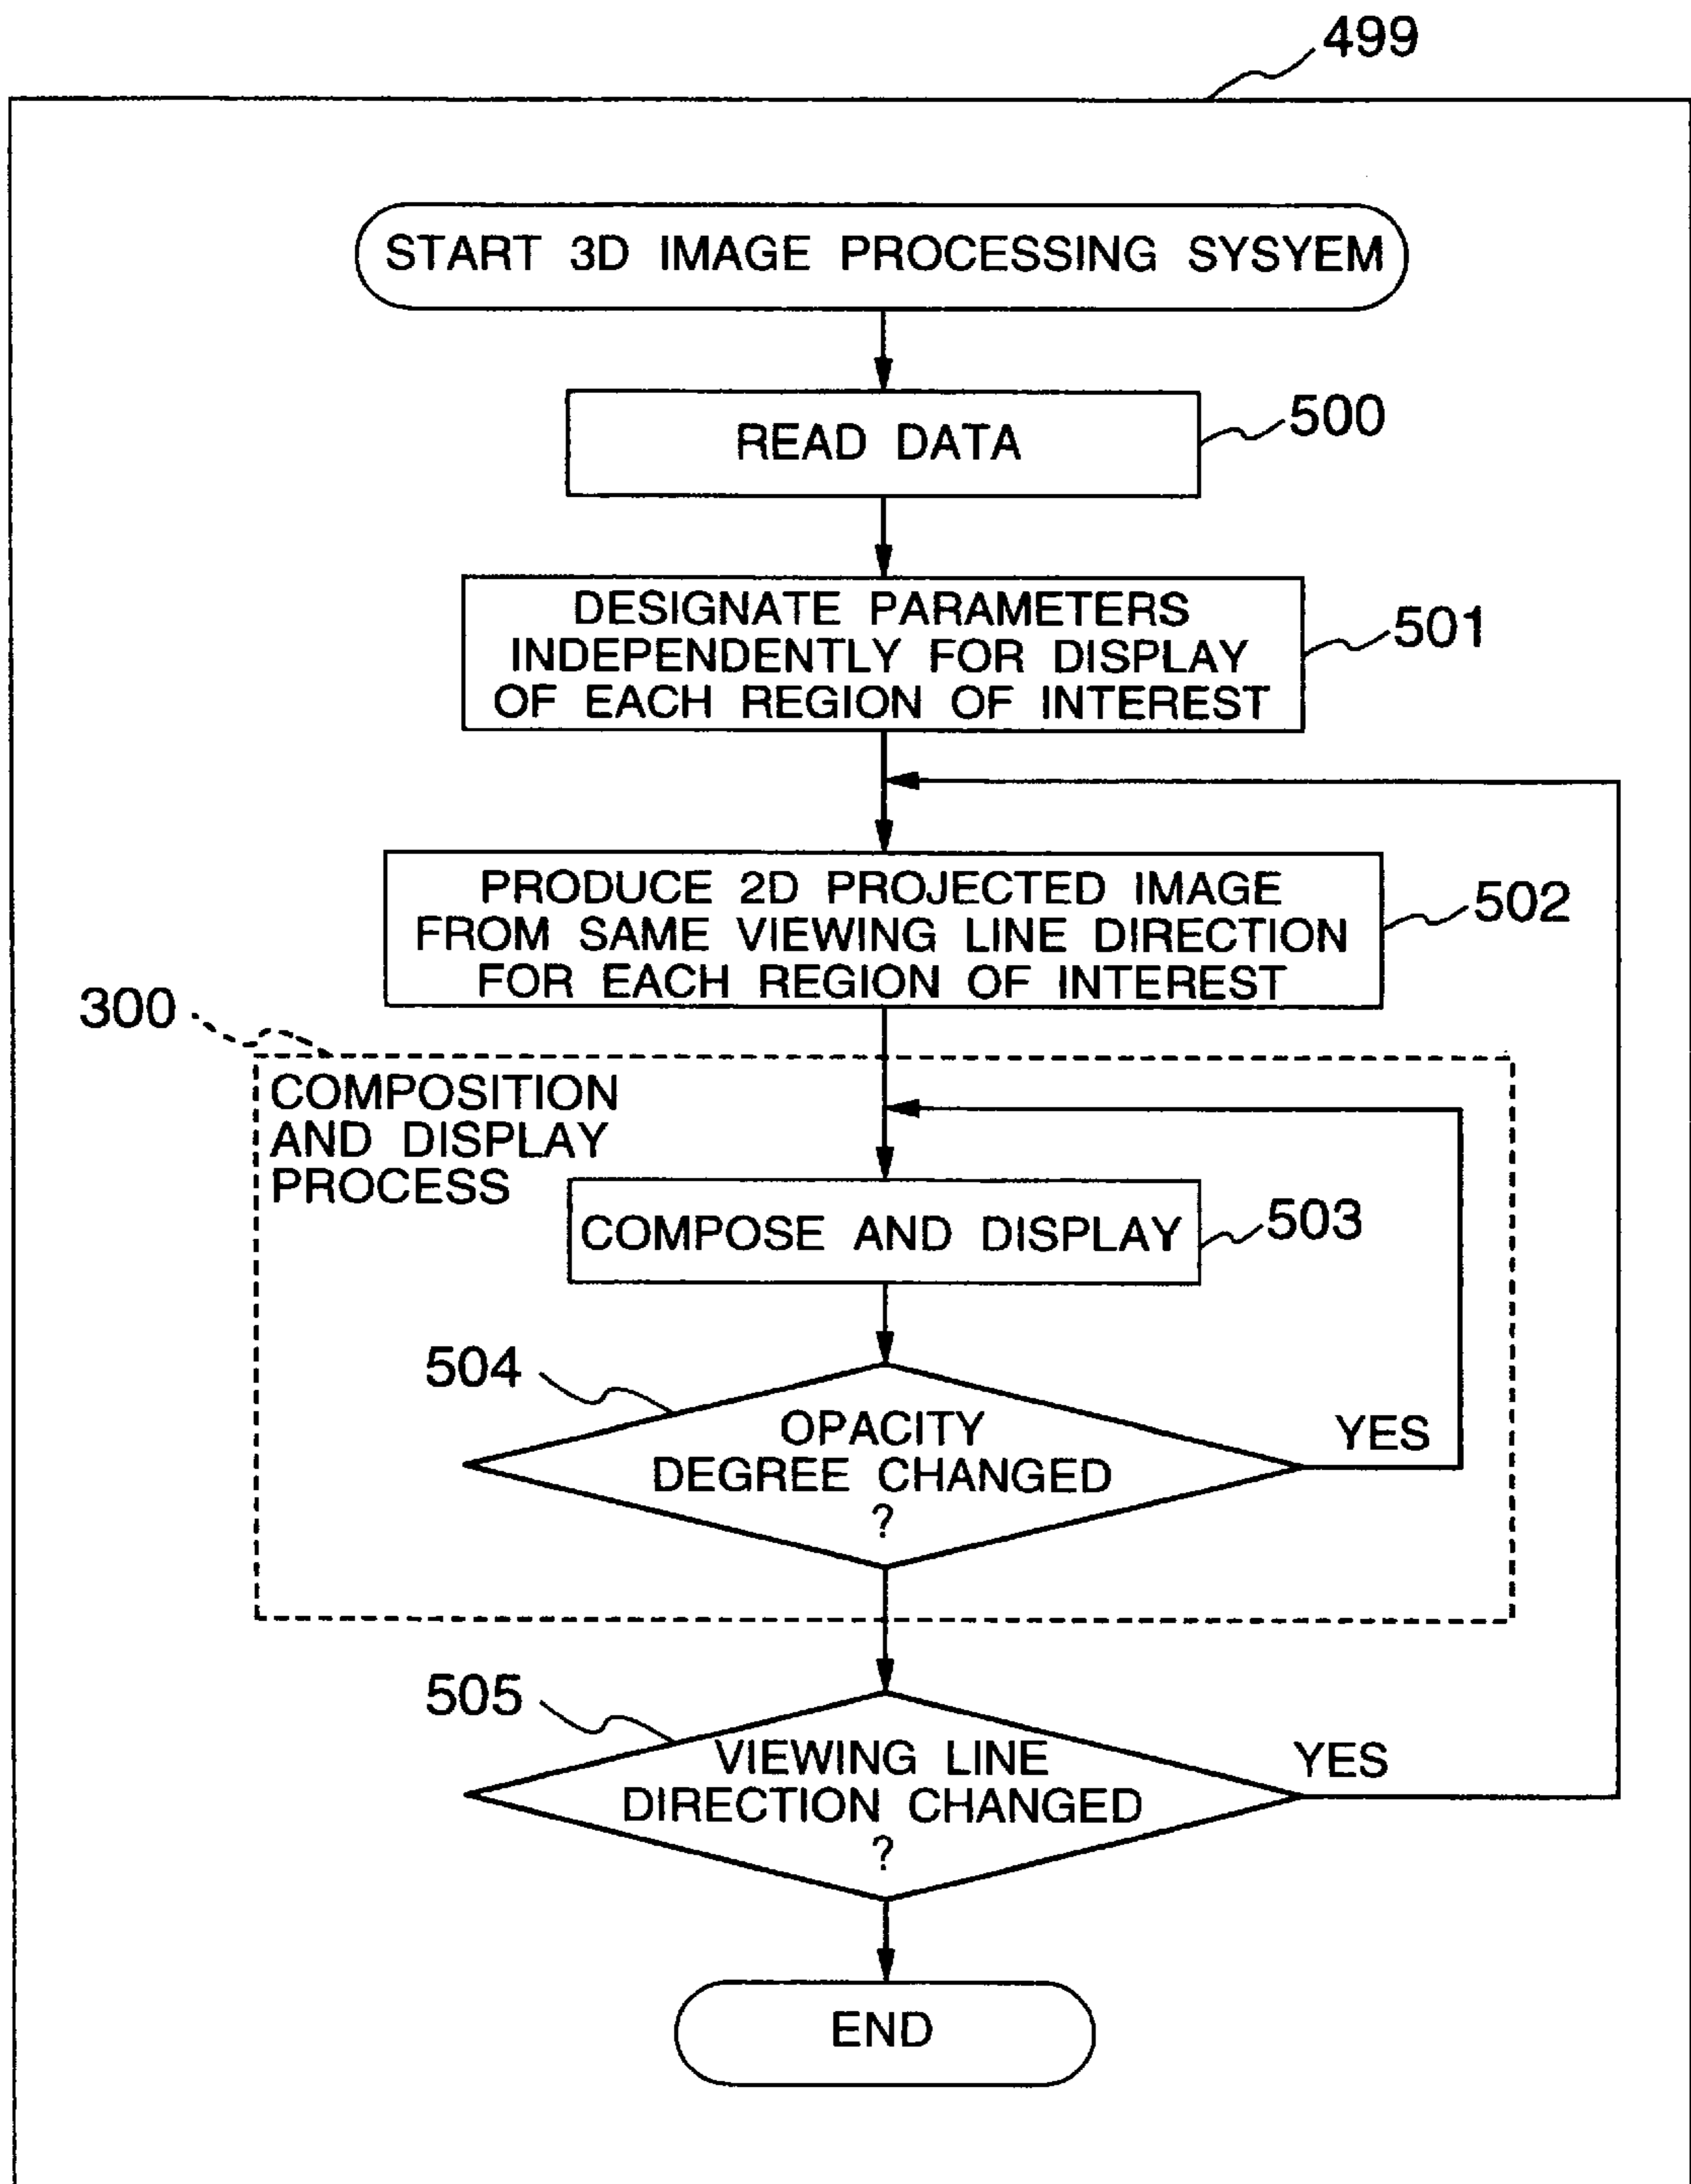 499
START 3D IMAGE PROCESSING SYSYEM
READ DATA
500
DESIGNATE PARAMETERS
INDEPENDENTLY FOR DISPLAY
OF EACH REGION OF INTEREST
501
PRODUCE 2D PROJECTED IMAGE
FROM SAME VIEWING LINE DIRECTION
FOR EACH REGION OF INTEREST
502
300
COMPOSITION
AND DISPLAY
PROCESS
COMPOSE AND DISPLAY
503
504
OPACITY
DEGREE CHANGED
?
YES
505
VIEWING LINE
DIRECTION CHANGED
?
YES
END